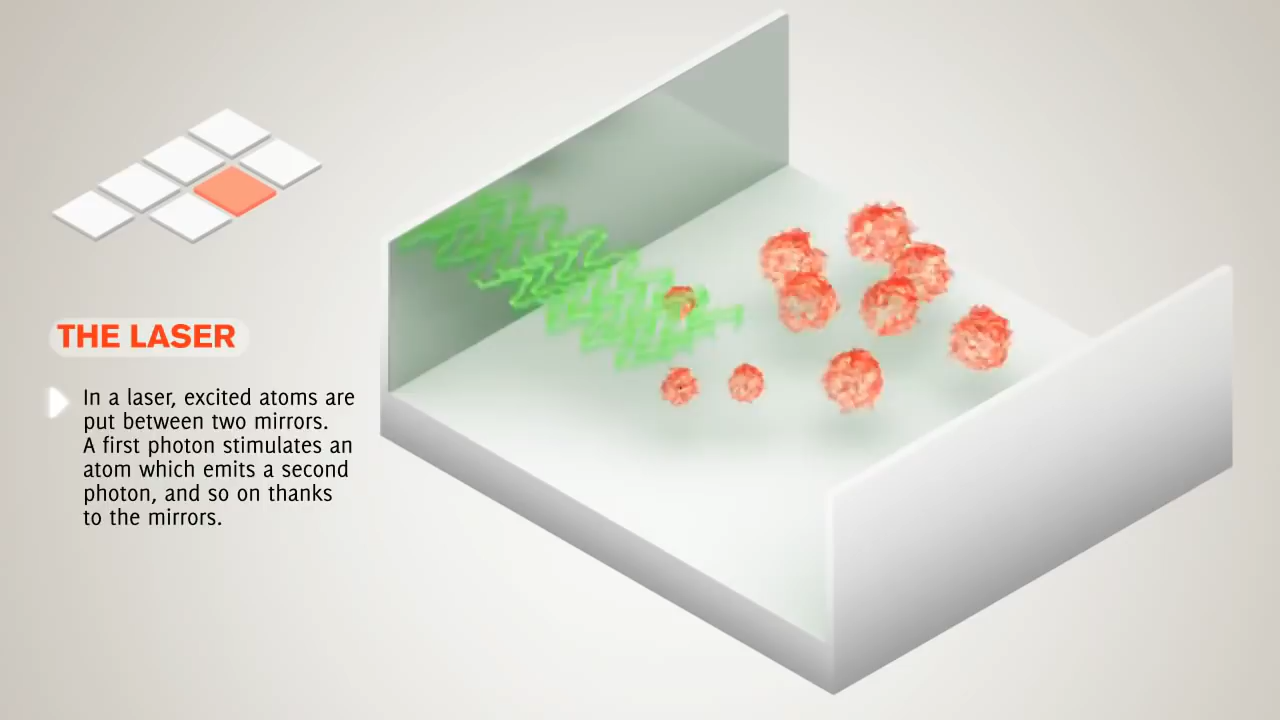 THE LASER
In a laser, excited atoms are
put between two mirrors.
A first photon stimulates an
atom which emits a second
photon, and so on thanks
to the mirrors.